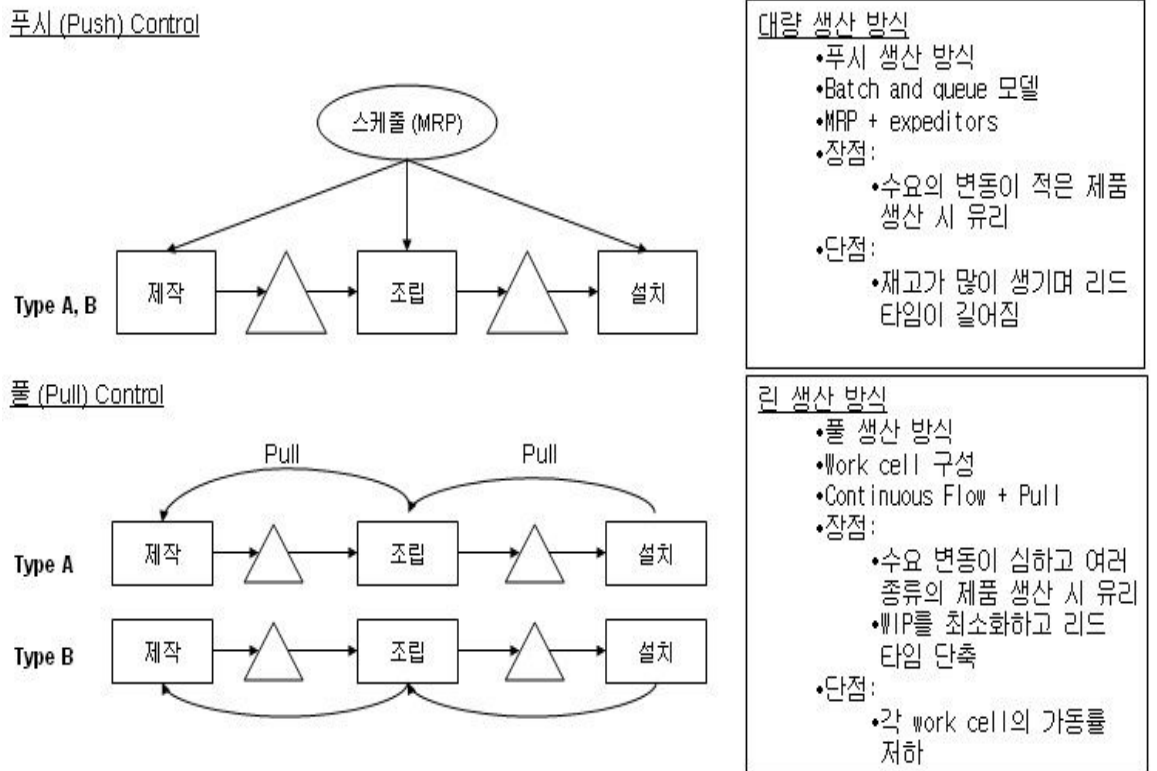 푸시 (Push) Control
스케줄 (MRP)
Type A, B
제작
조립
설치
대량 생산 방식
•푸시 생산 방식
•Batch and queue 모델
•MRP + expeditors
•장점:
•수요의 변동이 적은 제품
생산 시 유리
•단점:
•재고가 많이 생기며 리드
타임이 길어짐
풀 (Pull) Control
Pull
Pull
Type A
제작
조립
설치
Type B
제작
조립
설치
린 생산 방식
•풀 생산 방식
•Work cell 구성
•Continuous Flow + Pull
•장점:
•수요 변동이 심하고 여러
종류의 제품 생산 시 유리
•WIP를 최소화하고 리드
타임 단축
•단점:
•각 work cell의 가동률
저하